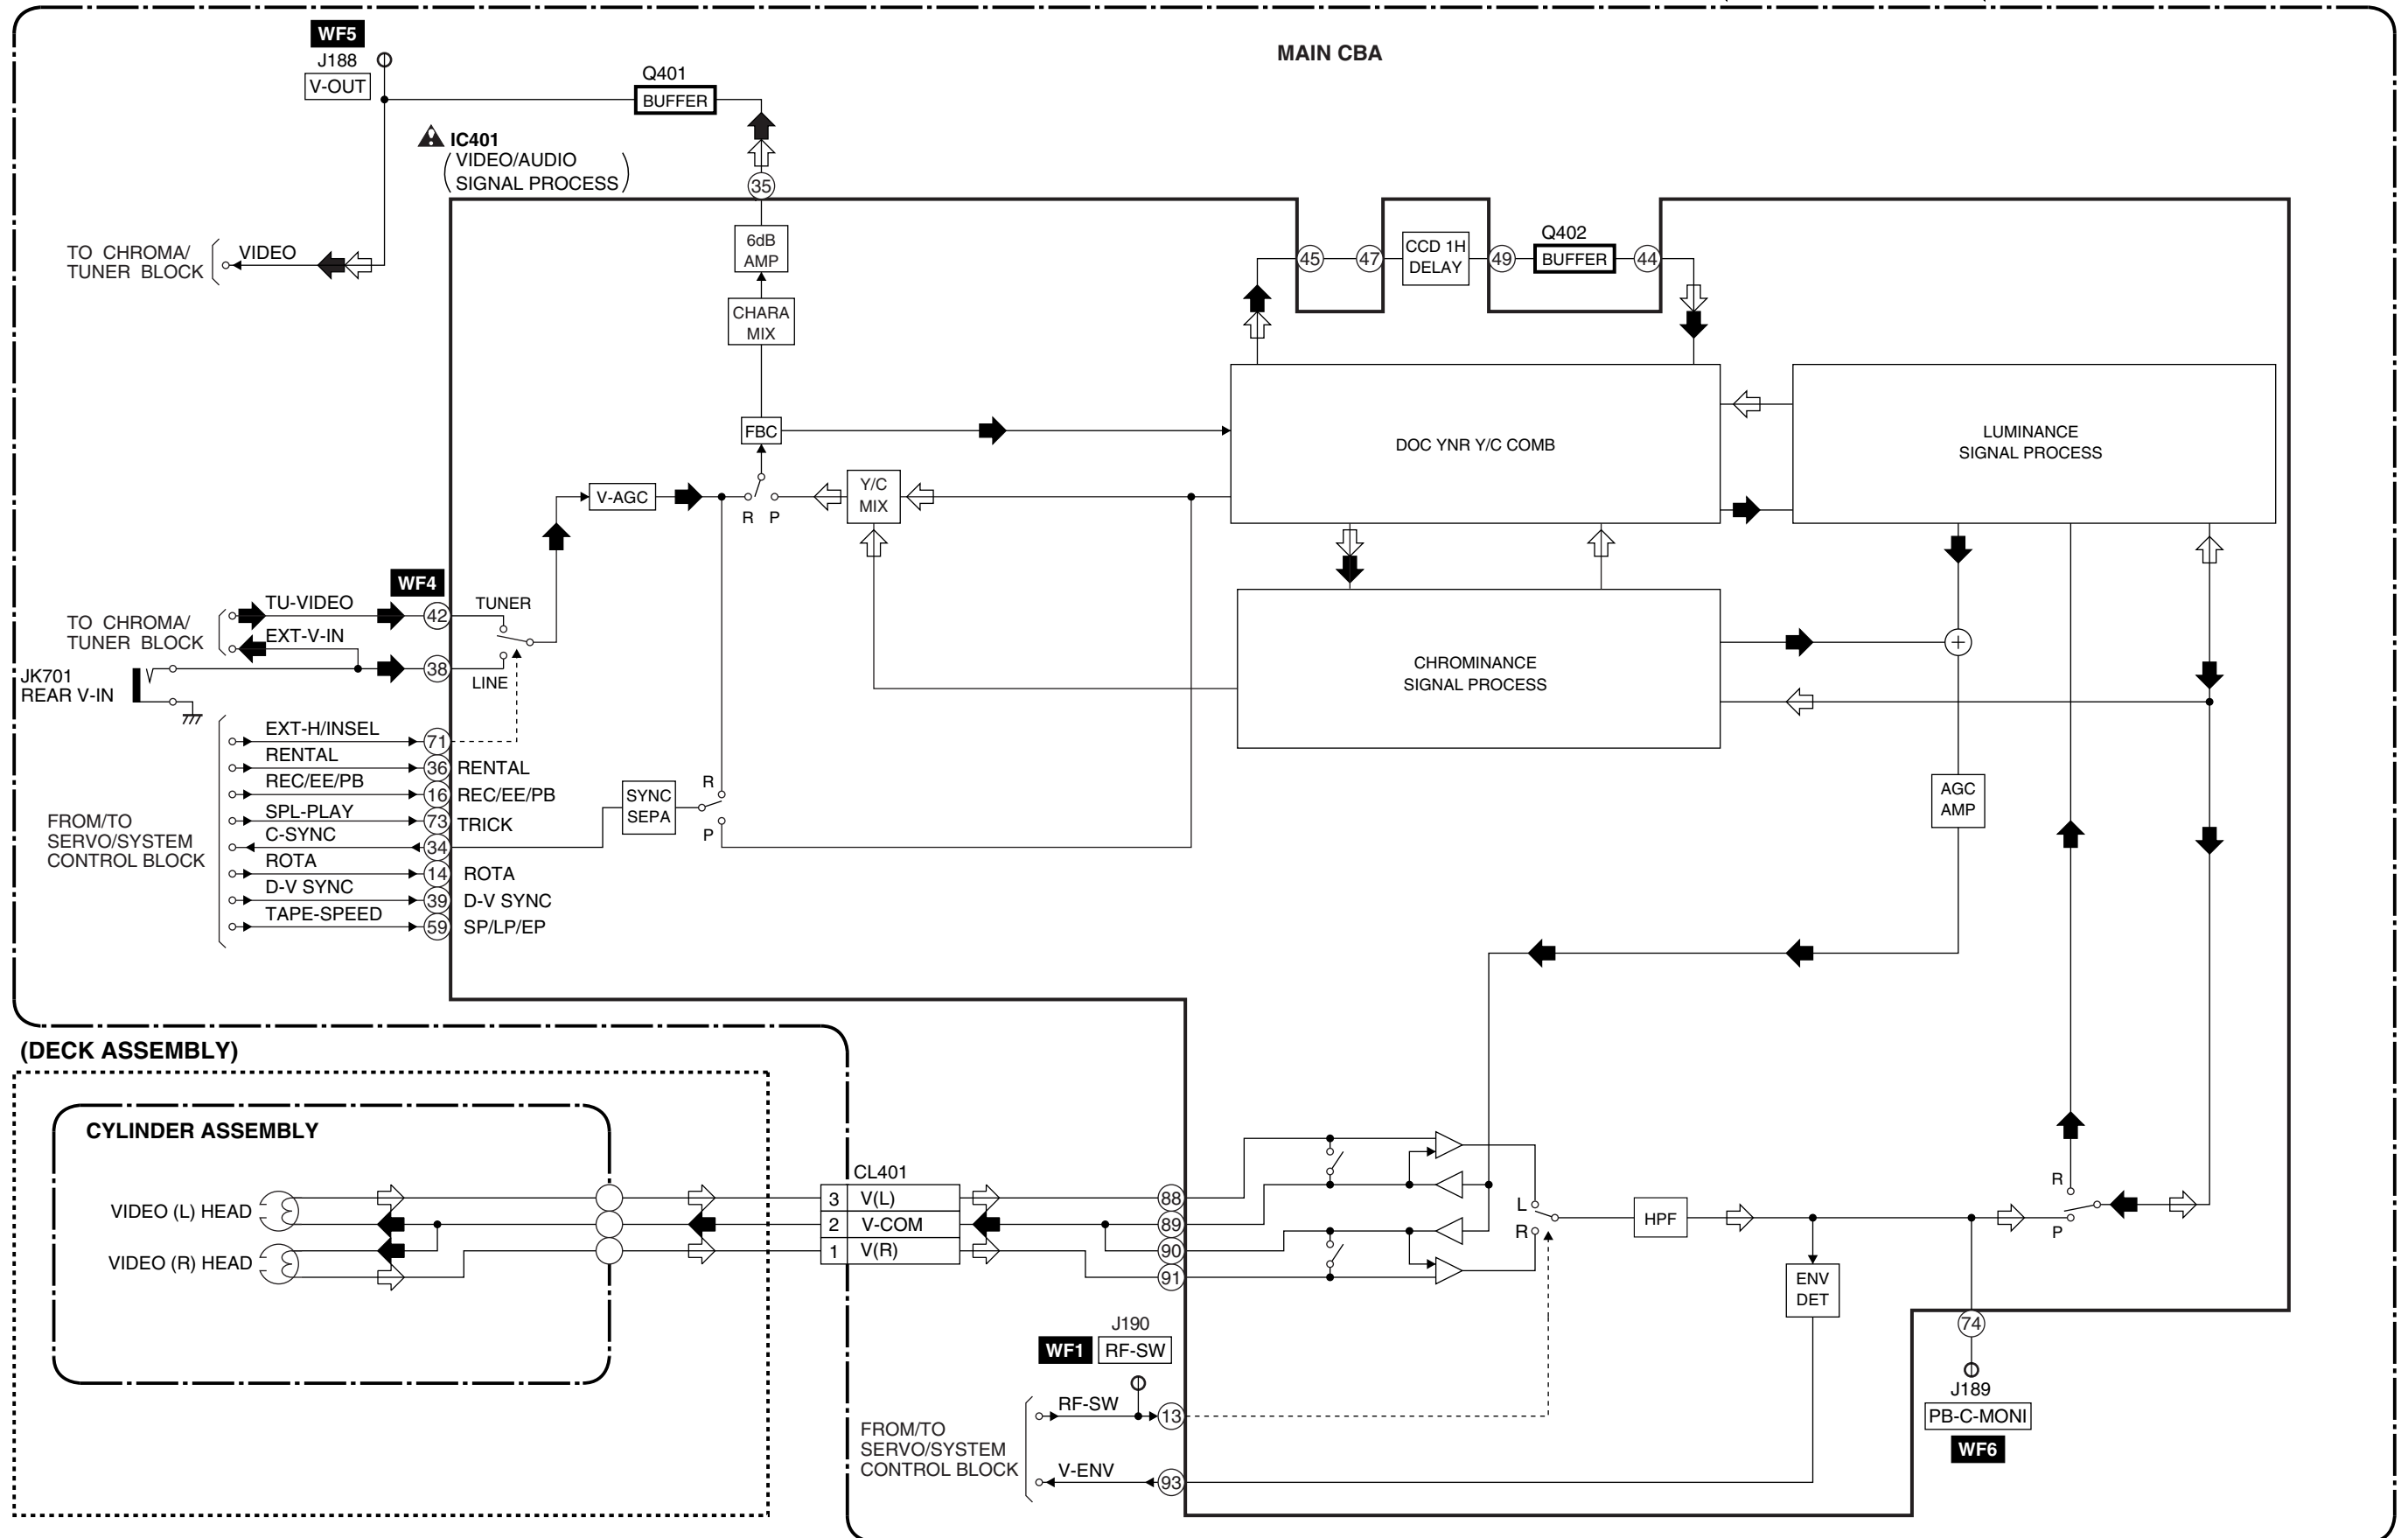 MAIN CBA
WF5
J188
V-OUT
Q401
BUFFER
IC401
VIDEO/AUDIO
SIGNAL PROCESS
35
TO CHROMA/
TUNER BLOCK
VIDEO
6dB
AMP
CHARA
MIX
FBC
45
47
CCD 1H
DELAY
49
Q402
BUFFER
44
DOC YNR Y/C COMB
LUMINANCE
SIGNAL PROCESS
V-AGC
R P
Y/C
MIX
WF4
TO CHROMA/
TUNER BLOCK
TU-VIDEO
42
TUNER
EXT-V-IN
38
LINE
JK701
REAR V-IN
CHROMINANCE
SIGNAL PROCESS
+
FROM/TO
SERVO/SYSTEM
CONTROL BLOCK
EXT-H/INSEL
71
RENTAL
36
RENTAL
REC/EE/PB
16
REC/EE/PB
SPL-PLAY
73
TRICK
C-SYNC
34
ROTA
14
ROTA
D-V SYNC
39
D-V SYNC
TAPE-SPEED
59
SP/LP/EP
SYNC
SEPA
R
P
AGC
AMP
(DECK ASSEMBLY)
CYLINDER ASSEMBLY
VIDEO (L) HEAD
VIDEO (R) HEAD
CL401
3 V(L)
2 V-COM
1 V(R)
88
89
90
91
L
R
HPF
R
P
ENV
DET
74
J189
PB-C-MONI
WF6
J190
WF1
RF-SW
FROM/TO
SERVO/SYSTEM
CONTROL BLOCK
RF-SW
13
V-ENV
93